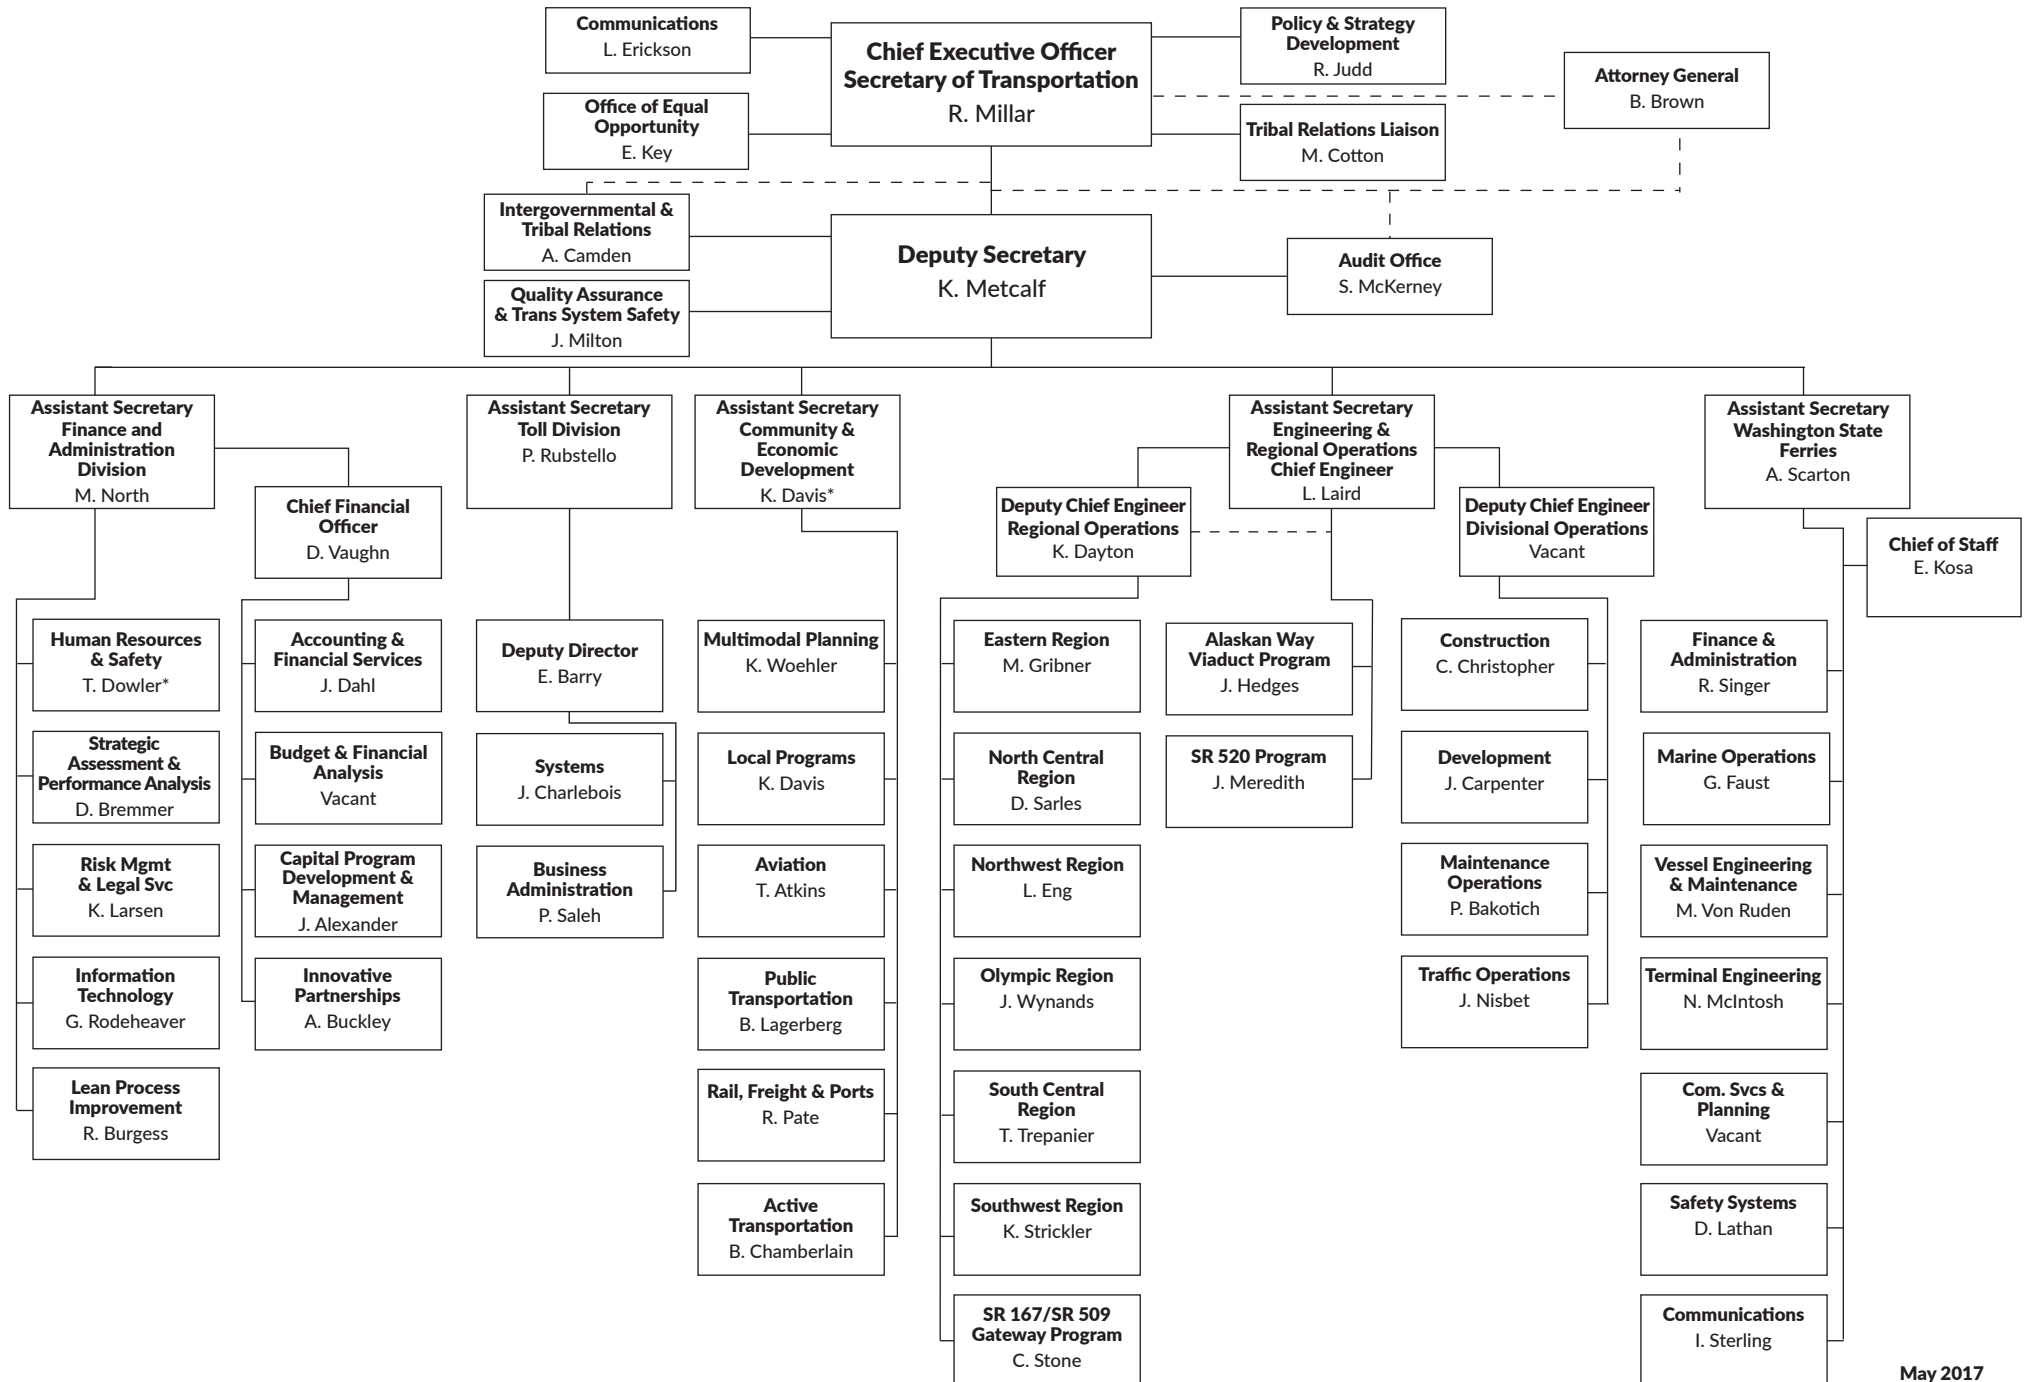 Communications
L. Erickson
Chief Executive Officer
Secretary of Transportation
R. Millar
Policy & Strategy
Development
R. Judd
Attorney General
B. Brown
Office of Equal
Opportunity
E. Key
Tribal Relations Liaison
M. Cotton
Intergovernmental &
Tribal Relations
A. Camden
Deputy Secretary
K. Metcalf
Audit Office
S. McKerney
Quality Assurance
& Trans System Safety
J. Milton
Assistant Secretary
Finance and
Administration
Division
M. North
Chief Financial
Officer
D. Vaughn
Human Resources
& Safety
T. Dowler*
Strategic
Assessment &
Performance Analysis
D. Bremmer
Risk Mgmt
& Legal Svc
K. Larsen
Information
Technology
G. Rodeheaver
Lean Process
Improvement
R. Burgess
Accounting &
Financial Services
J. Dahl
Budget & Financial
Analysis
Vacant
Capital Program
Development &
Management
J. Alexander
Innovative
Partnerships
A. Buckley
Assistant Secretary
Toll Division
P. Rubstello
Deputy Director
E. Barry
Systems
J. Charlebois
Business
Administration
P. Saleh
Assistant Secretary
Community &
Economic
Development
K. Davis*
Multimodal Planning
K. Woehler
Local Programs
K. Davis
Aviation
T. Atkins
Public
Transportation
B. Lagerberg
Rail, Freight & Ports
R. Pate
Active
Transportation
B. Chamberlain
Assistant Secretary
Engineering &
Regional Operations
Chief Engineer
L. Laird
Deputy Chief Engineer
Regional Operations
K. Dayton
Deputy Chief Engineer
Divisional Operations
Vacant
Eastern Region
M. Gribner
North Central
Region
D. Sarles
Northwest Region
L. Eng
Olympic Region
J. Wynands
South Central
Region
T. Trepanier
Southwest Region
K. Strickler
SR 167/SR 509
Gateway Program
C. Stone
Alaskan Way
Viaduct Program
J. Hedges
SR 520 Program
J. Meredith
Construction
C. Christopher
Development
J. Carpenter
Maintenance
Operations
P. Bakotich
Traffic Operations
J. Nisbet
Assistant Secretary
Washington State
Ferries
A. Scarton
Chief of Staff
E. Kosa
Finance &
Administration
R. Singer
Marine Operations
G. Faust
Vessel Engineering
& Maintenance
M. Von Ruden
Terminal Engineering
N. McIntosh
Com. Svcs &
Planning
Vacant
Safety Systems
D. Lathan
Communications
I. Sterling
May 2017